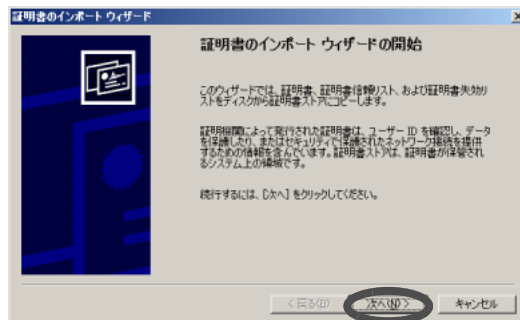 証明書のインポート ウィザード
証明書のインポート ウィザードの開始
このウィザードでは、証明書、証明書信頼リスト、および証明書失効リ
ストをディスクから証明書ストアにコピーします。
証明機関によって発行された証明書は、ユーザー ID を確認し、データ
を保護したり、またはセキュリティで保護されたネットワーク接続を提供
するための情報を含んでいます。証明書ストアは、証明書が保管され
るシステム上の領域です。
続行するには、[次へ] をクリックしてください。
< 戻る(B)
次へ(N) >
キャンセル